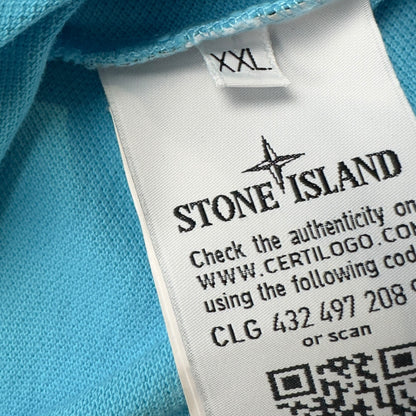 XXL
STONE ISLAND
Check the authenticity on
WWW.CERTILOGO.COM
using the following code
CLG 432 497 208
or scan